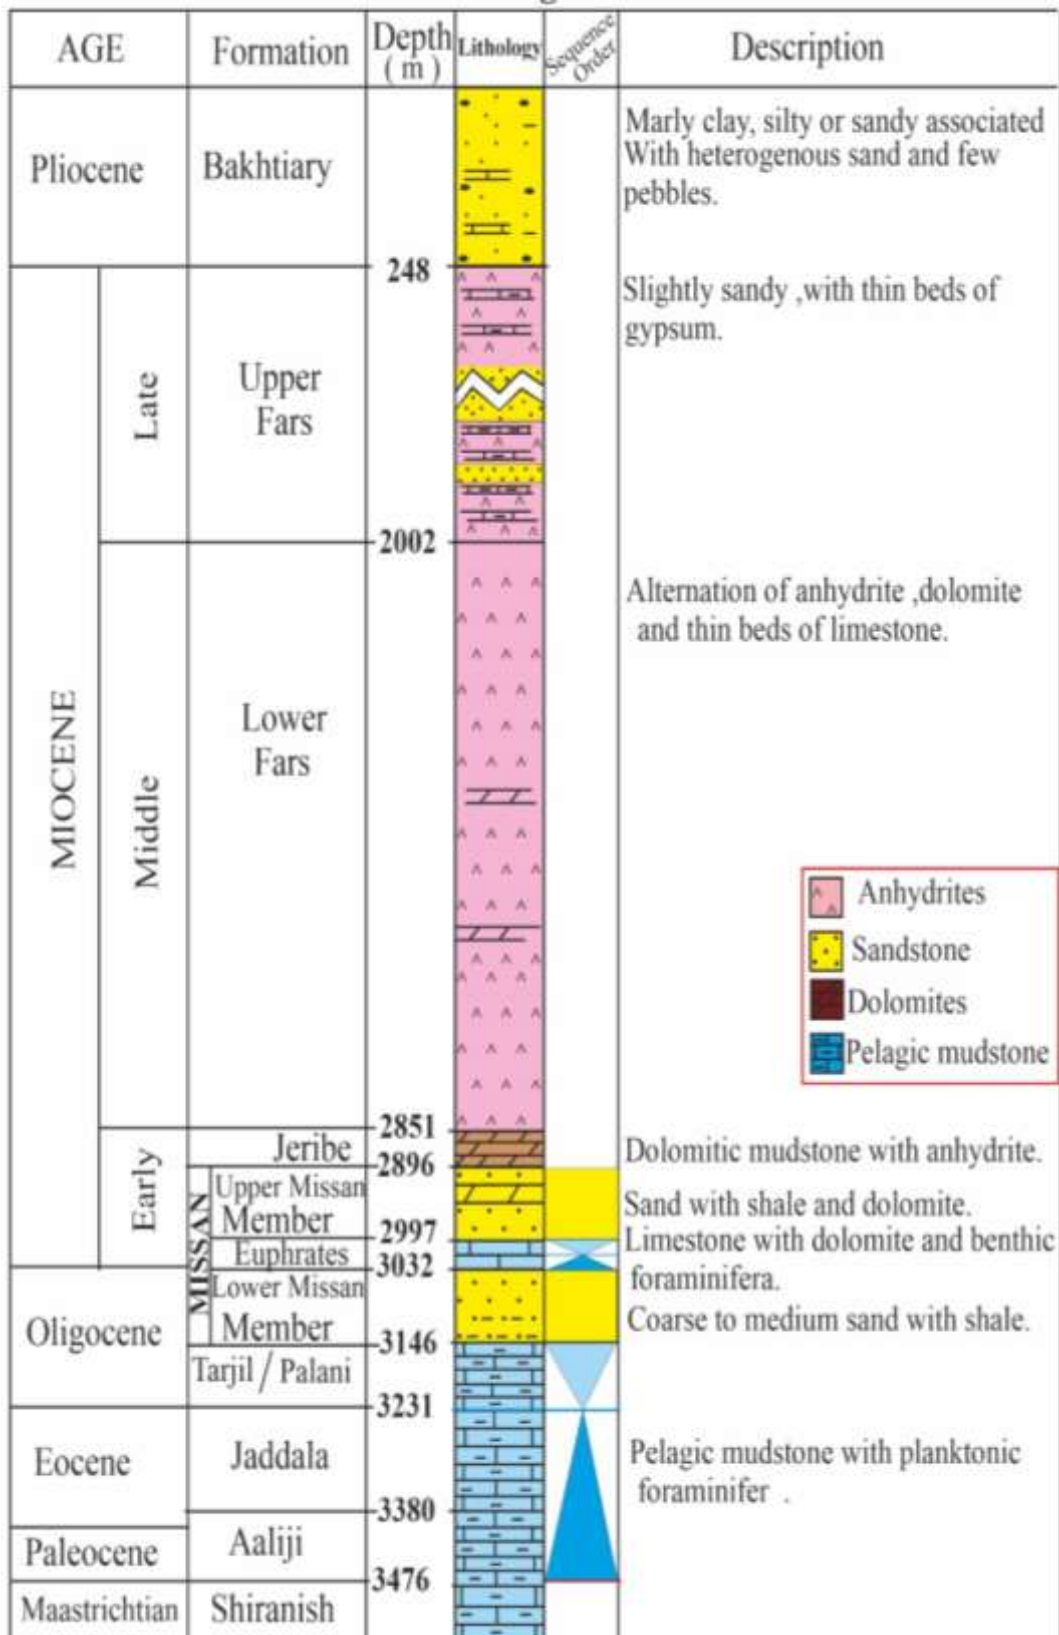 AGE
Formation
Depth
( m )
Lithology
Sequence
Order
Description
Pliocene
Bakhtiary
Marly clay, silty or sandy associated
With heterogenous sand and few
pebbles.
248
MIOCENE
Late
Upper
Fars
Slightly sandy ,with thin beds of
gypsum.
2002
Middle
Lower
Fars
Alternation of anhydrite ,dolomite
and thin beds of limestone.
Anhydrites
Sandstone
Dolomites
Pelagic mudstone
2851
Early
Jeribe
Dolomitic mudstone with anhydrite.
2896
MISSAN
Upper Missan
Member
Sand with shale and dolomite.
2997
Euphrates
Limestone with dolomite and benthic
foraminifera.
3032
Oligocene
Lower Missan
Member
Coarse to medium sand with shale.
3146
Tarjil / Palani
3231
Eocene
Jaddala
Pelagic mudstone with planktonic
foraminifer .
3380
Paleocene
Aaliji
3476
Maastrichtian
Shiranish